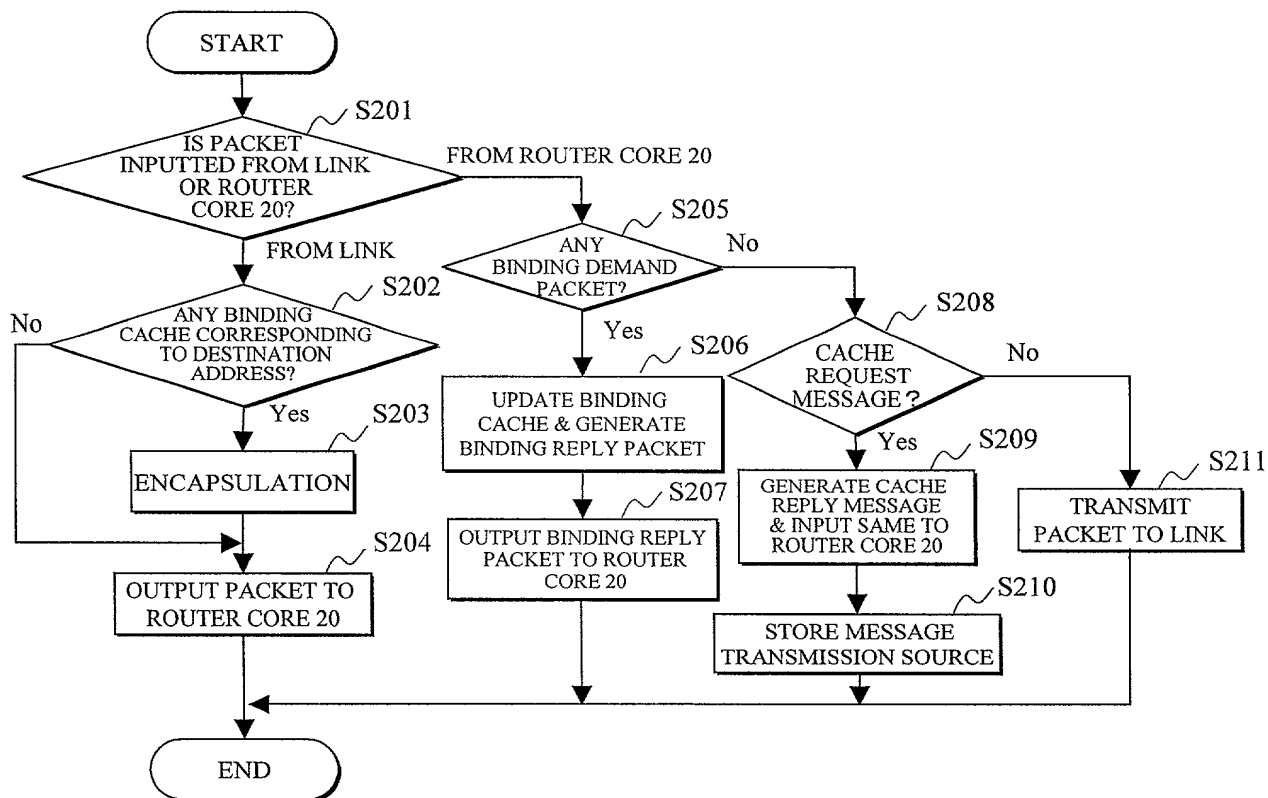 START
S201
IS PACKET
INPUTTED FROM LINK
OR ROUTER
CORE 20?
FROM ROUTER CORE 20
FROM LINK
S202
No
ANY BINDING
CACHE CORRESPONDING
TO DESTINATION
ADDRESS?
Yes
S203
ENCAPSULATION
S204
OUTPUT PACKET TO
ROUTER CORE 20
S205
ANY
BINDING DEMAND
PACKET?
No
Yes
S206
UPDATE BINDING
CACHE & GENERATE
BINDING REPLY PACKET
S207
OUTPUT BINDING REPLY
PACKET TO ROUTER
CORE 20
S208
CACHE
REQUEST
MESSAGE?
No
Yes
S209
GENERATE CACHE
REPLY MESSAGE
& INPUT SAME TO
ROUTER CORE 20
S210
STORE MESSAGE
TRANSMISSION SOURCE
S211
TRANSMIT
PACKET TO LINK
END